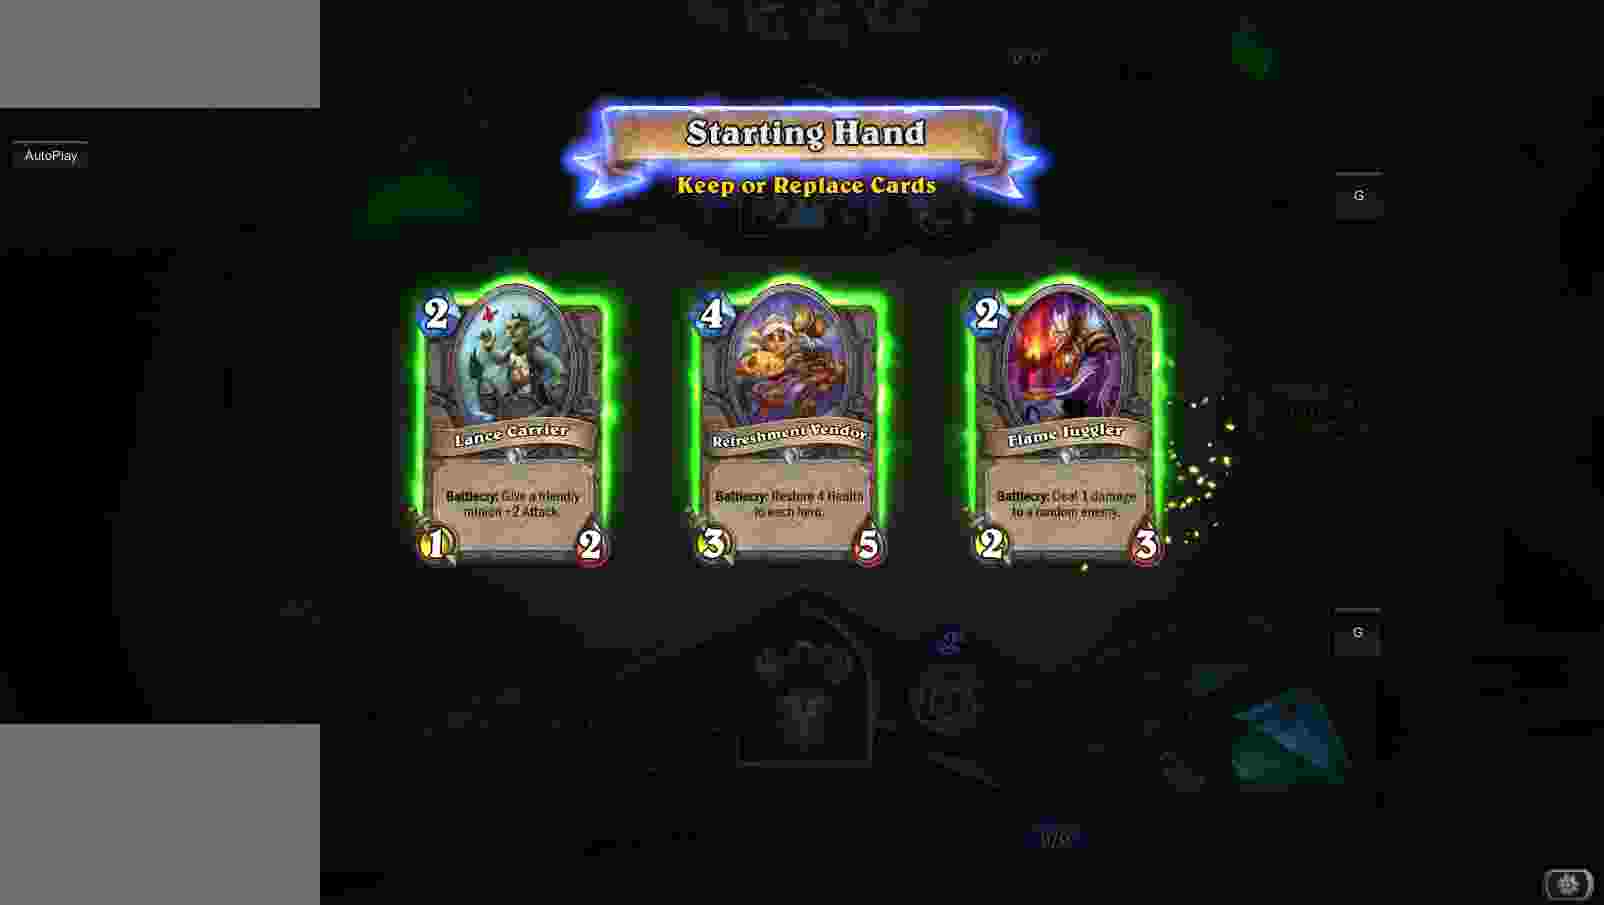 Starting Hand
Keep or Replace Cards
AutoPlay
G
2
4
2
Lance Carrier
Refreshment Vendor
Flame Juggler
Battlecry: Give a friendly
minion +2 Attack.
Battlecry: Restore 4 Health
to each hero.
Battlecry: Deal 1 damage
to a random enemy.
1
2
3
5
2
3
G
2